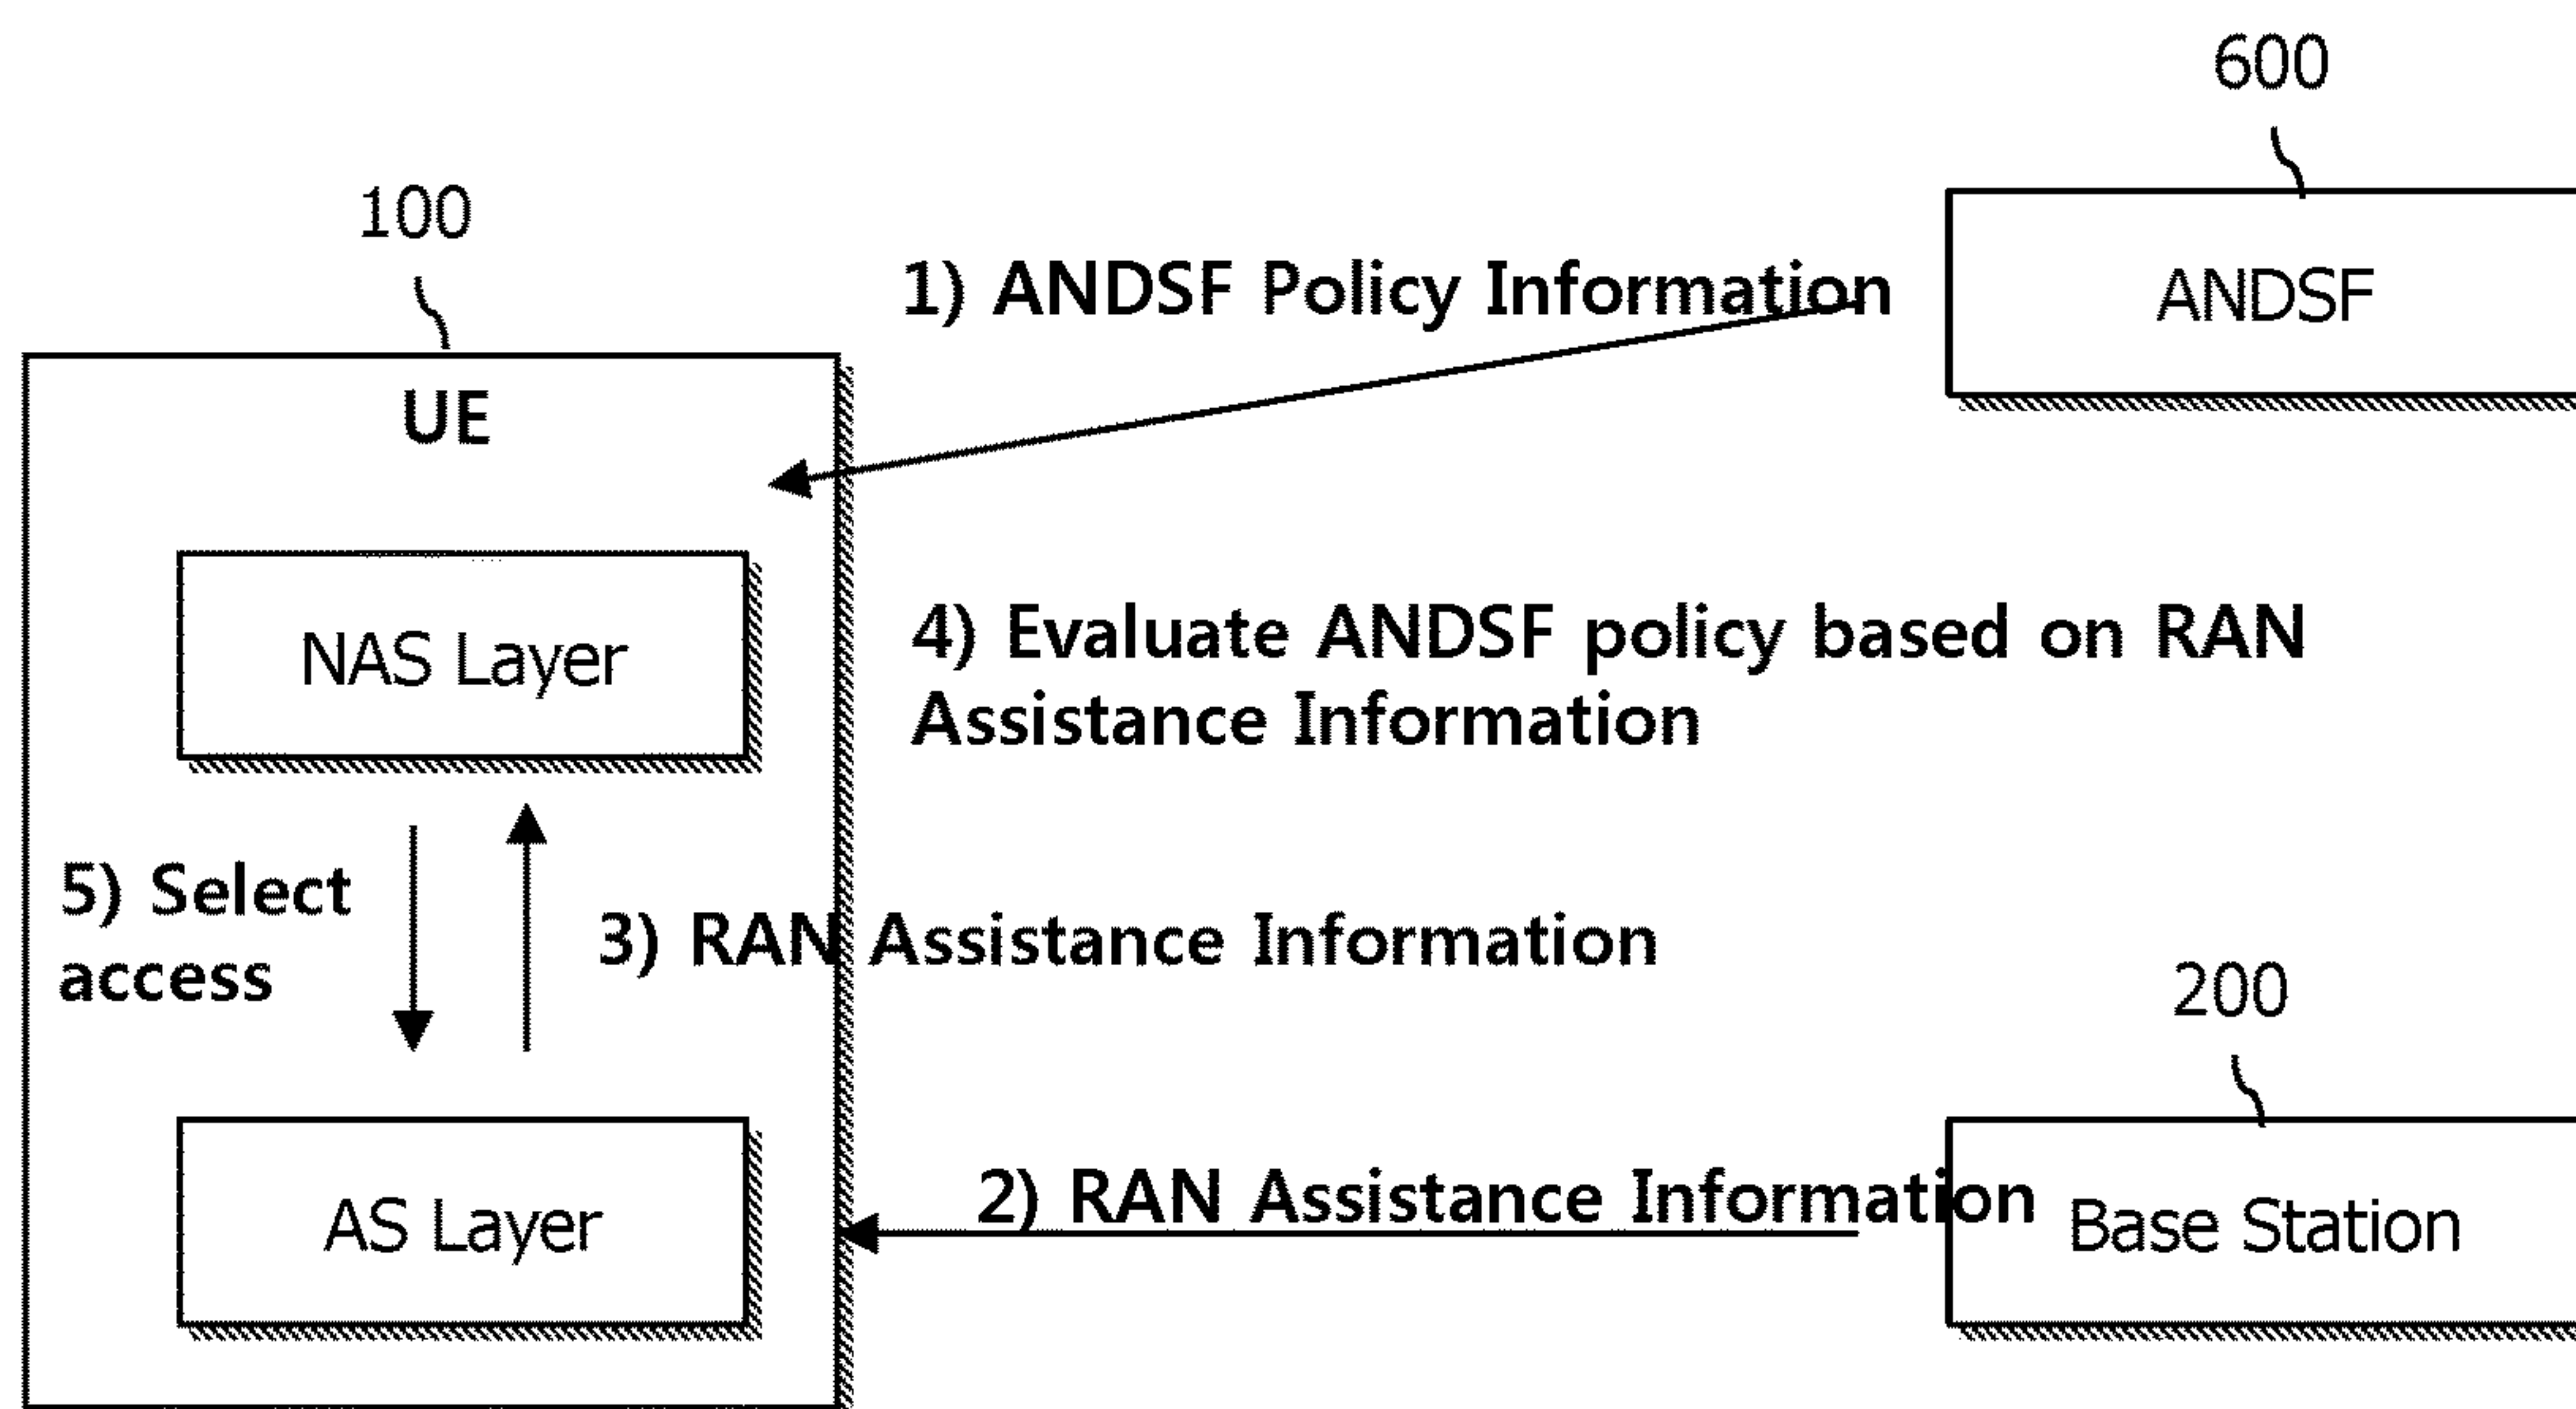 600
100
1) ANDSF Policy Information
ANDSF
UE
4) Evaluate ANDSF policy based on RAN
Assistance Information
NAS Layer
5) Select
access
3) RAN Assistance Information
200
2) RAN Assistance Information
Base Station
AS Layer